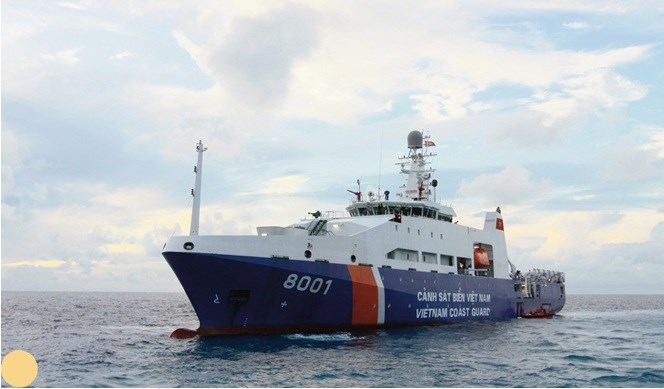 8001
CẢNH SÁT BIỂN VIỆT NAM
VIETNAM COAST GUARD